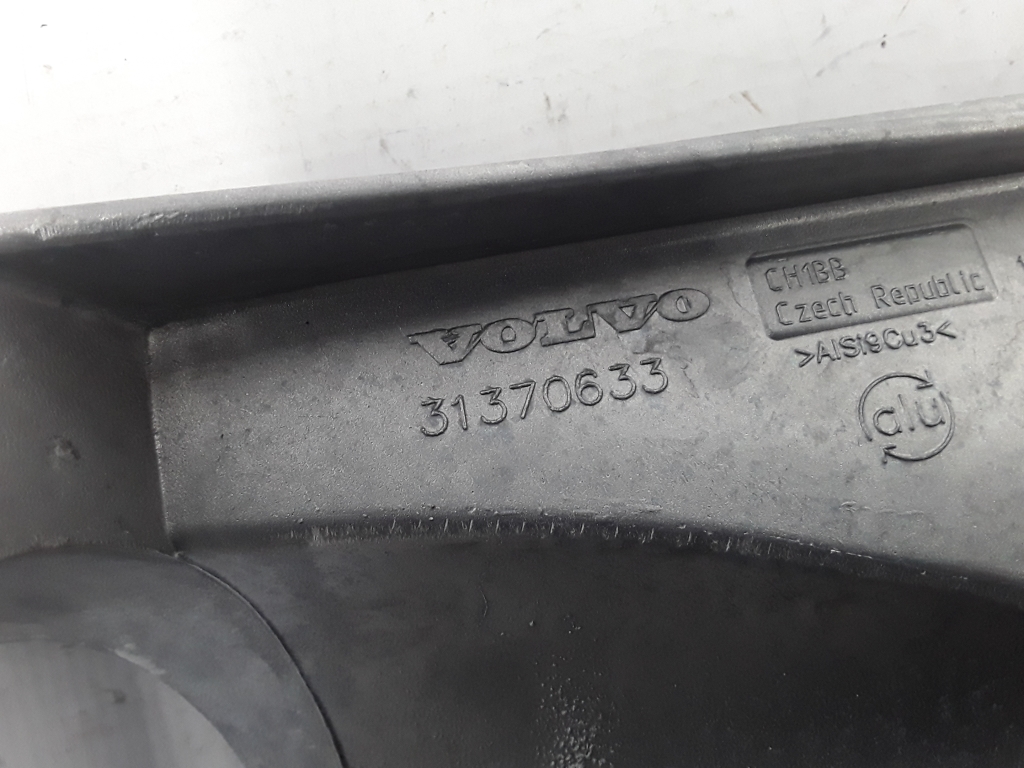 VOLVO
31370633
CH1BB
Czech Republic
>AlSi9Cu3<
alu